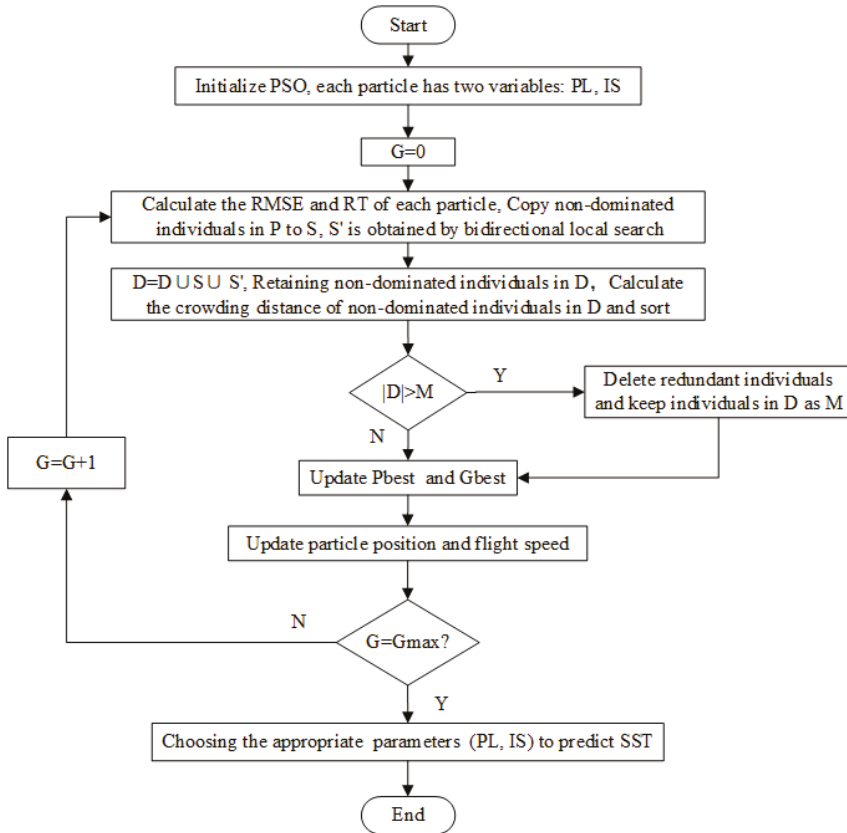 Start
Initialize PSO, each particle has two variables: PL, IS
G=0
Calculate the RMSE and RT of each particle, Copy non-dominated
individuals in P to S, S' is obtained by bidirectional local search
D=D∪S∪ S', Retaining non-dominated individuals in D，Calculate
the crowding distance of non-dominated individuals in D and sort
|D|>M
Y
Delete redundant individuals
and keep individuals in D as M
N
G=G+1
Update Pbest and Gbest
Update particle position and flight speed
N
G=Gmax?
Y
Choosing the appropriate parameters (PL, IS) to predict SST
End